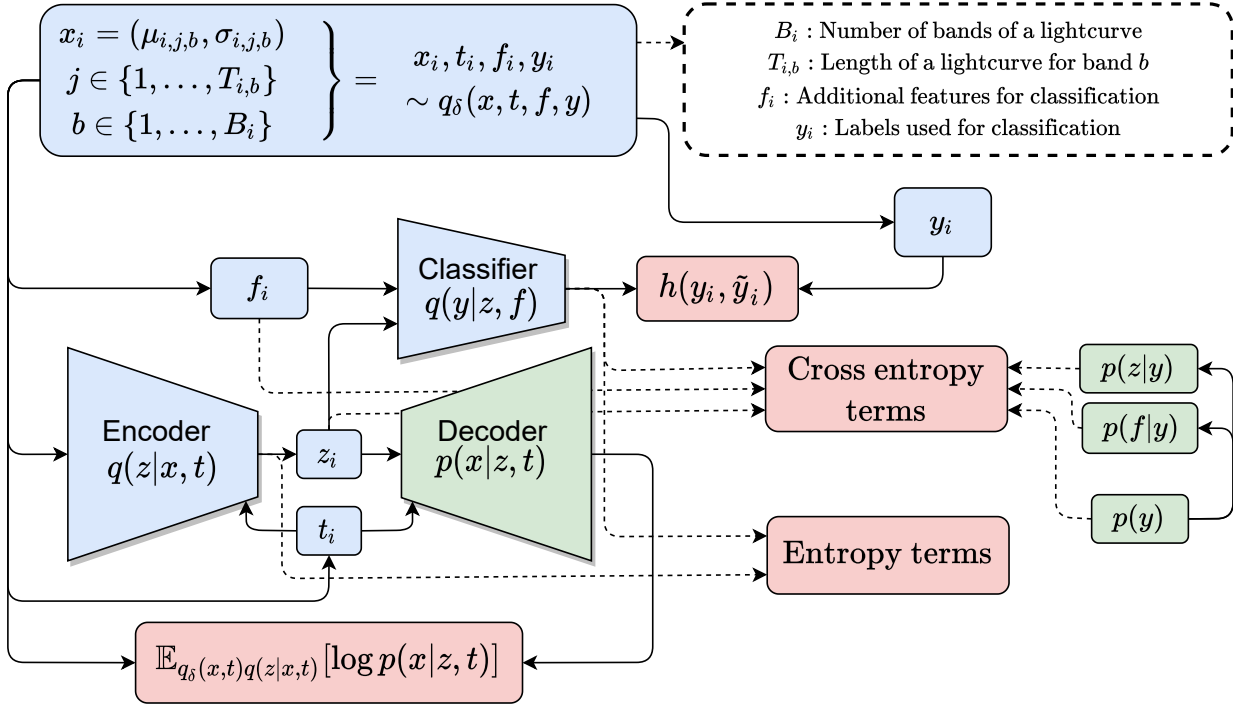 x_i = (μ_{i,j,b}, σ_{i,j,b})
j ∈ {1, …, T_{i,b}}
b ∈ {1, …, B_i}
} =
x_i, t_i, f_i, y_i
∼ q_δ(x, t, f, y)
B_i : Number of bands of a lightcurve
T_{i,b} : Length of a lightcurve for band b
f_i : Additional features for classification
y_i : Labels used for classification
y_i
f_i
Classifier
q(y|z, f)
h(y_i, ỹ_i)
Cross entropy
terms
p(z|y)
p(f|y)
p(y)
Encoder
q(z|x, t)
z_i
Decoder
p(x|z, t)
t_i
Entropy terms
𝔼_{q_δ(x,t)q(z|x,t)}[log p(x|z, t)]